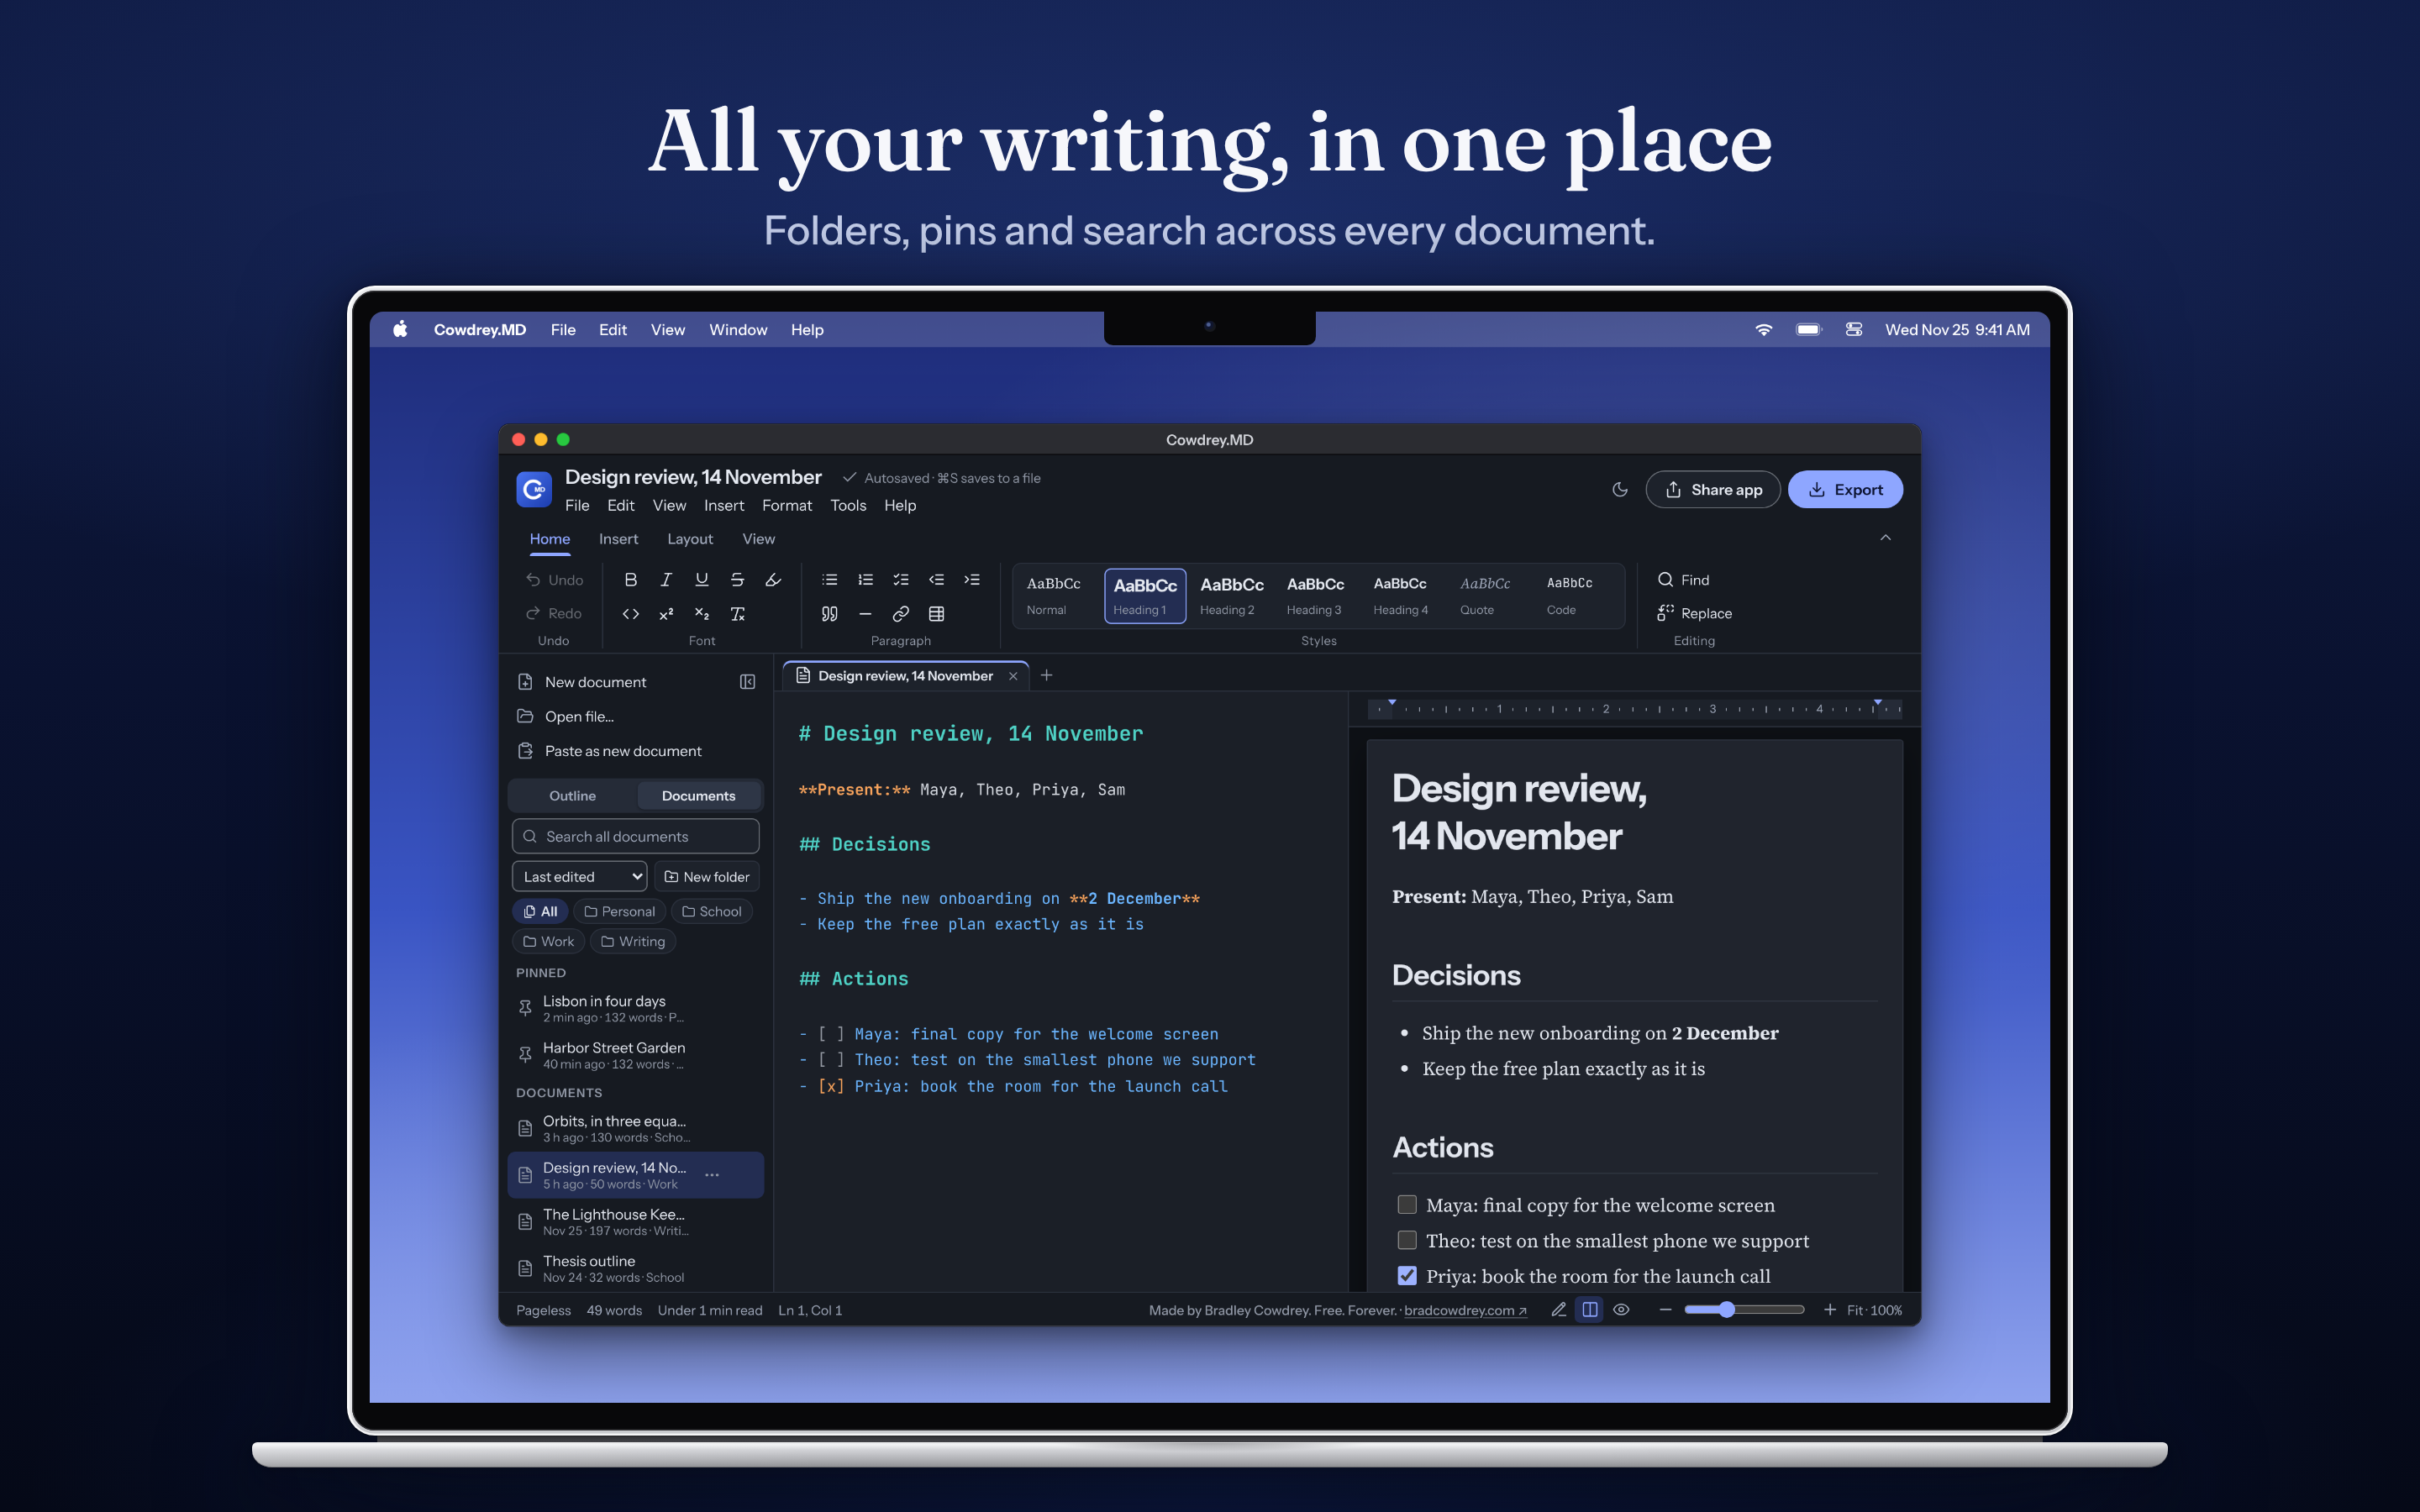 All your writing, in one place
Folders, pins and search across every document.
Cowdrey.MD File Edit View Window Help
Wed Nov 25 9:41 AM
Cowdrey.MD
Design review, 14 November
Autosaved · ⌘S saves to a file
File Edit View Insert Format Tools Help
Share app
Export
Home Insert Layout View
Undo
Redo
Undo
Font
Paragraph
AaBbCc AaBbCc AaBbCc AaBbCc AaBbCc AaBbCc AaBbCc
Normal Heading 1 Heading 2 Heading 3 Heading 4 Quote Code
Styles
Find
Replace
Editing
New document
Open file...
Paste as new document
Outline Documents
Search all documents
Last edited New folder
All Personal School
Work Writing
PINNED
Lisbon in four days
2 min ago · 132 words · P...
Harbor Street Garden
40 min ago · 132 words · ...
DOCUMENTS
Orbits, in three equa...
3 h ago · 130 words · Scho...
Design review, 14 No...
5 h ago · 50 words · Work
The Lighthouse Kee...
Nov 25 · 197 words · Writi...
Thesis outline
Nov 24 · 32 words · School
Design review, 14 November
# Design review, 14 November
**Present:** Maya, Theo, Priya, Sam
## Decisions
- Ship the new onboarding on **2 December**
- Keep the free plan exactly as it is
## Actions
- [ ] Maya: final copy for the welcome screen
- [ ] Theo: test on the smallest phone we support
- [x] Priya: book the room for the launch call
1 2 3 4
Design review,
14 November
Present: Maya, Theo, Priya, Sam
Decisions
• Ship the new onboarding on 2 December
• Keep the free plan exactly as it is
Actions
Maya: final copy for the welcome screen
Theo: test on the smallest phone we support
Priya: book the room for the launch call
Pageless 49 words Under 1 min read Ln 1, Col 1
Made by Bradley Cowdrey. Free. Forever. · bradcowdrey.com ↗
Fit · 100%